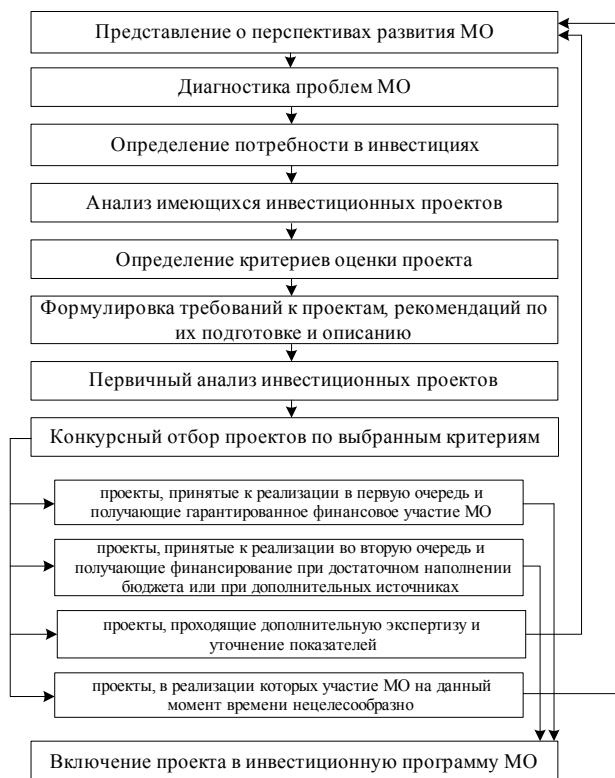 Представление о перспективах развития МО
Диагностика проблем МО
Определение потребности в инвестициях
Анализ имеющихся инвестиционных проектов
Определение критериев оценки проекта
Формулировка требований к проектам, рекомендаций по
их подготовке и описанию
Первичный анализ инвестиционных проектов
Конкурсный отбор проектов по выбранным критериям
проекты, принятые к реализации в первую очередь и
получающие гарантированное финансовое участие МО
проекты, принятые к реализации во вторую очередь и
получающие финансирование при достаточном наполнении
бюджета или при дополнительных источниках
проекты, проходящие дополнительную экспертизу и
уточнение показателей
проекты, в реализации которых участие МО на данный
момент времени нецелесообразно
Включение проекта в инвестиционную программу МО